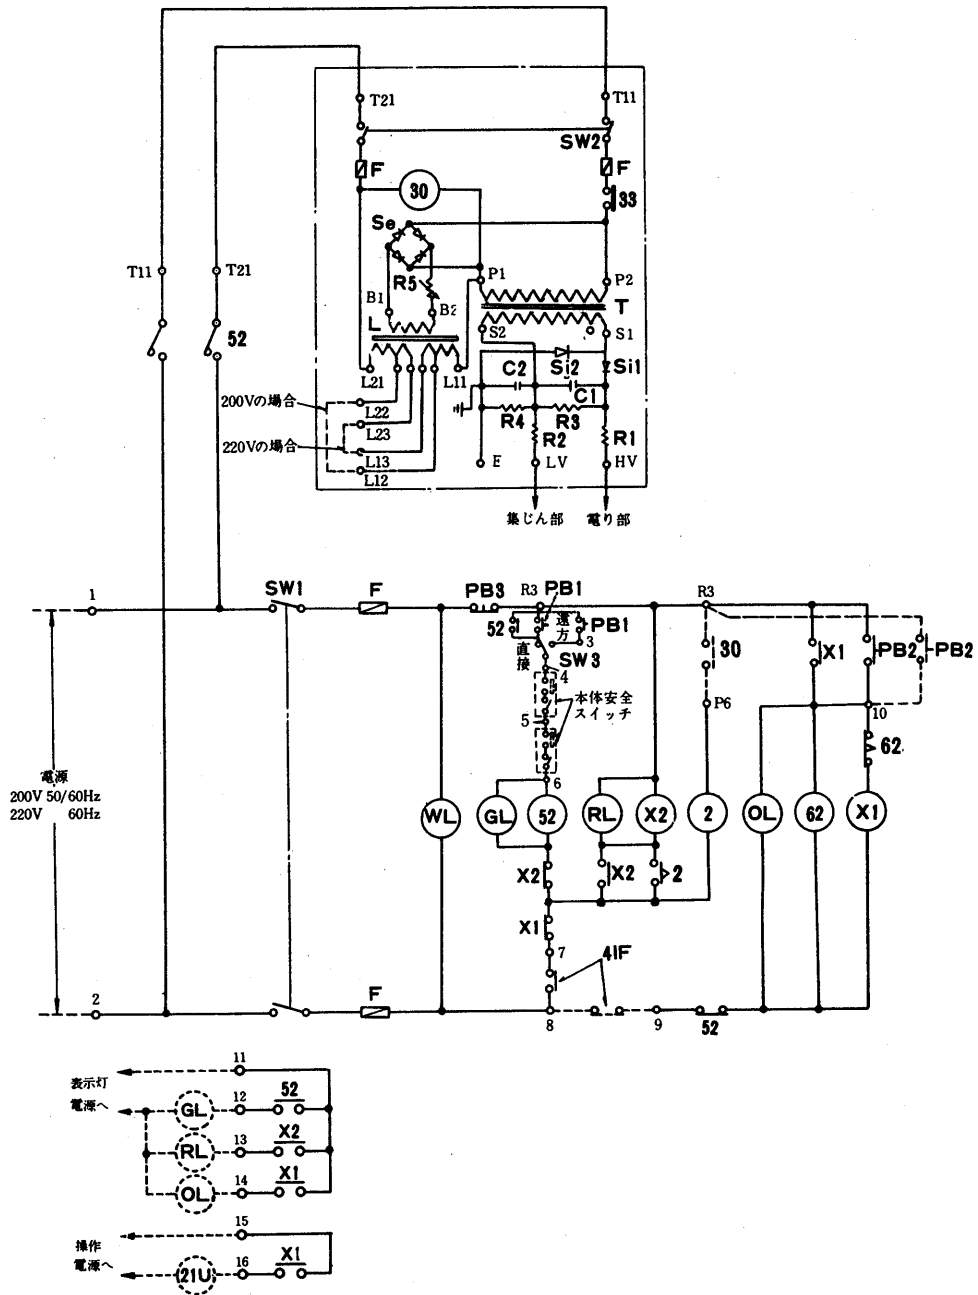 T21
T11
SW2
F
F
30
33
Se
T11
T21
P1
P2
R5
B1
B2
T
L
S2
S1
52
Si2
Si1
C2
L21
L11
C1
200Vの場合
L22
R4
R3
L23
R2
R1
220Vの場合
L13
E
LV
HV
L12
集じん部
電り部
1
SW1
F
PB3
R3
PB1
R3
52
遠方
PB1
3
直接
30
X1
PB2
PB2
SW3
4
本体安全
スイッチ
P6
10
5
62
6
電源
200V 50/60Hz
220V 60Hz
WL
GL
52
RL
X2
2
OL
62
X1
X2
X2
2
X1
7
41F
2
F
8
9
52
11
表示灯
電源へ
GL
12
52
RL
13
X2
OL
14
X1
15
操作
電源へ
21U
16
X1